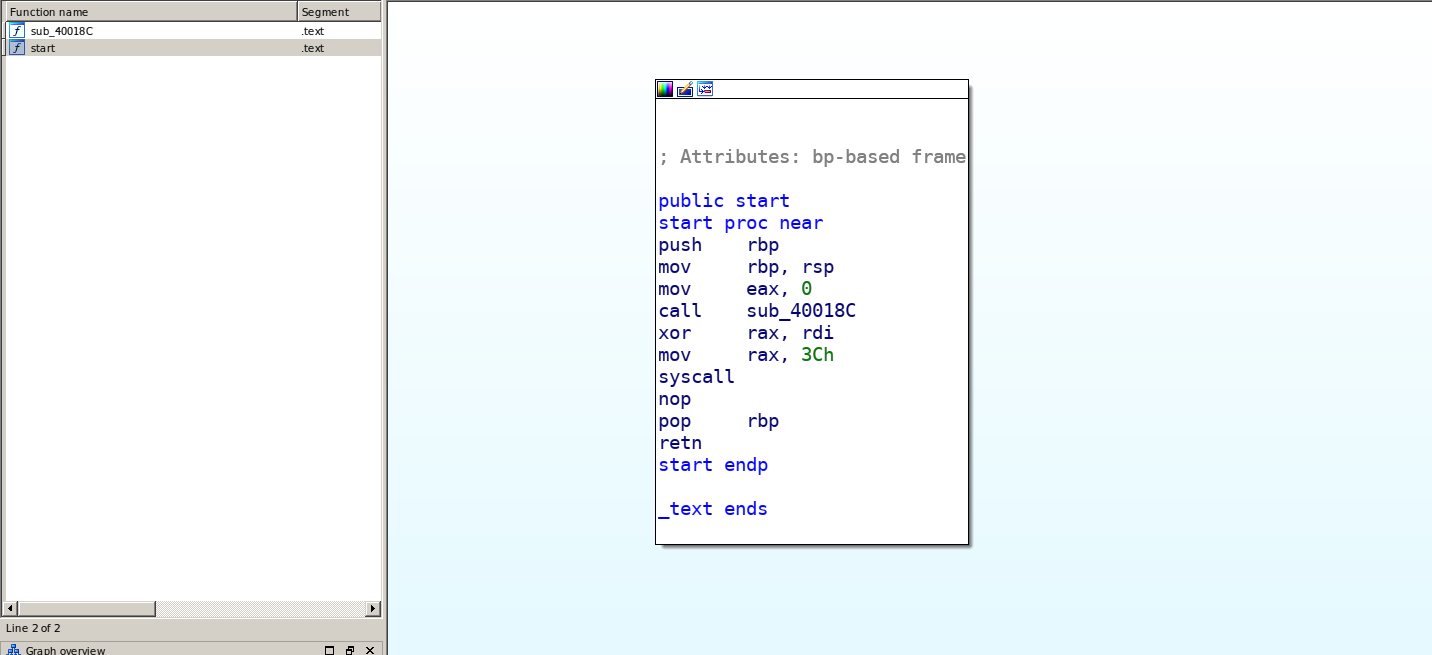 Function name Segment
sub_40018C .text
start .text
Line 2 of 2
Graph overview
; Attributes: bp-based frame
public start
start proc near
push rbp
mov rbp, rsp
mov eax, 0
call sub_40018C
xor rax, rdi
mov rax, 3Ch
syscall
nop
pop rbp
retn
start endp
_text ends